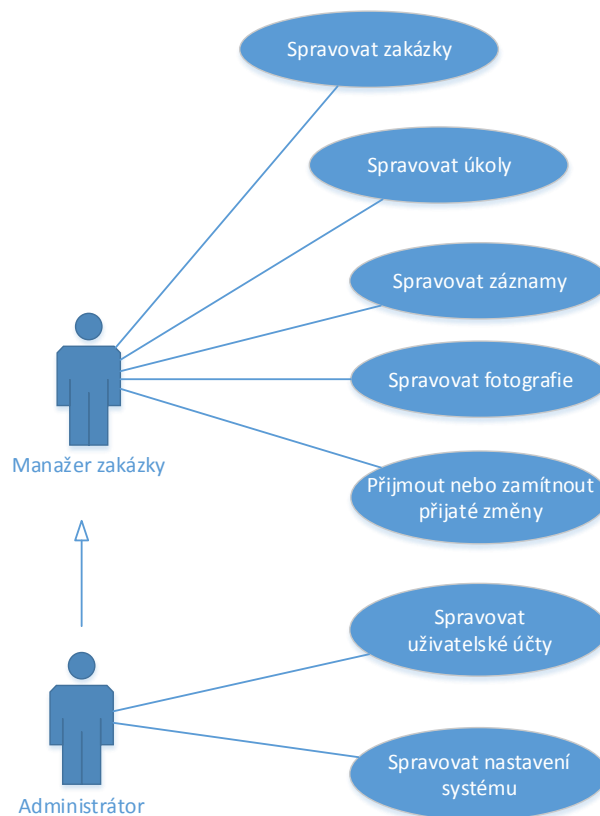 Spravovat zakázky
Spravovat úkoly
Spravovat záznamy
Spravovat fotografie
Manažer zakázky
Přijmout nebo zamítnout
přijaté změny
Spravovat
uživatelské účty
Spravovat nastavení
systému
Administrátor